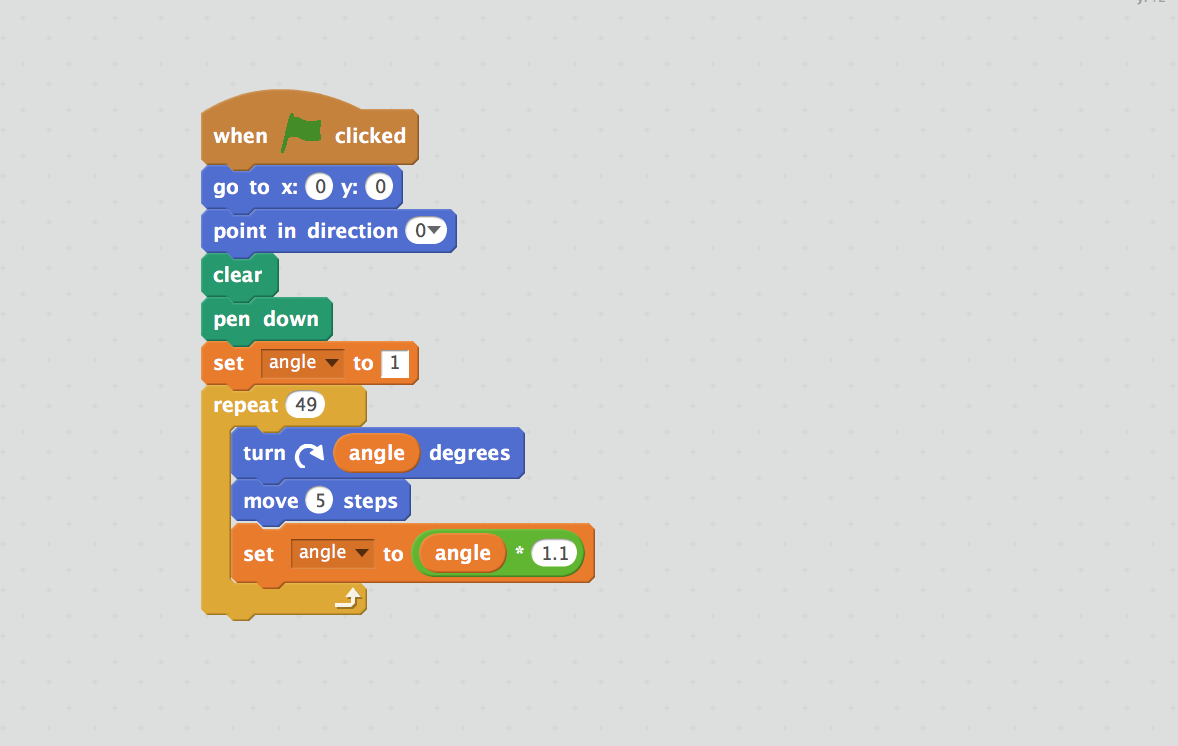 when clicked
go to x: 0 y: 0
point in direction 0
clear
pen down
set angle to 1
repeat 49
turn angle degrees
move 5 steps
set angle to angle * 1.1